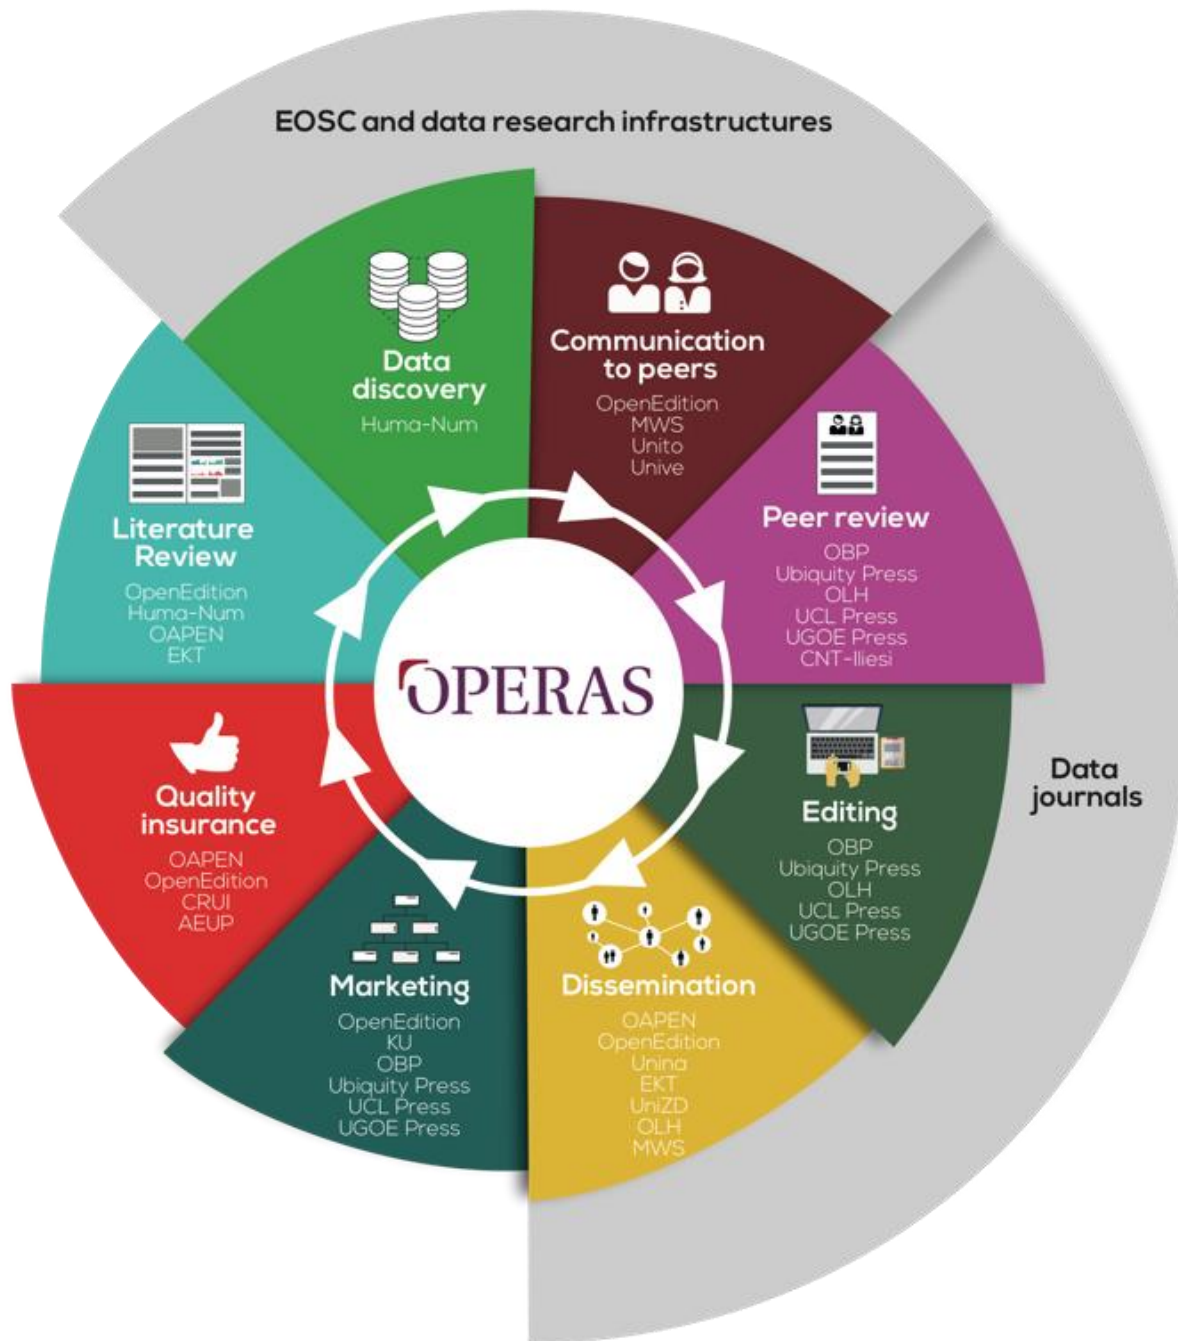 EOSC and data research infrastructures
Data
discovery
Huma-Num
Communication
to peers
OpenEdition
MWS
Unito
Unive
Peer review
OBP
Ubiquity Press
OLH
UCL Press
UGOE Press
CNT-Iliesi
Editing
OBP
Ubiquity Press
OLH
UCL Press
UGOE Press
Data
journals
Dissemination
OAPEN
OpenEdition
Unina
EKT
UniZD
OLH
MWS
Marketing
OpenEdition
KU
OBP
Ubiquity Press
UCL Press
UGOE Press
Quality
insurance
OAPEN
OpenEdition
CRUI
AEUP
Literature
Review
OpenEdition
Huma-Num
OAPEN
EKT
OPERAS